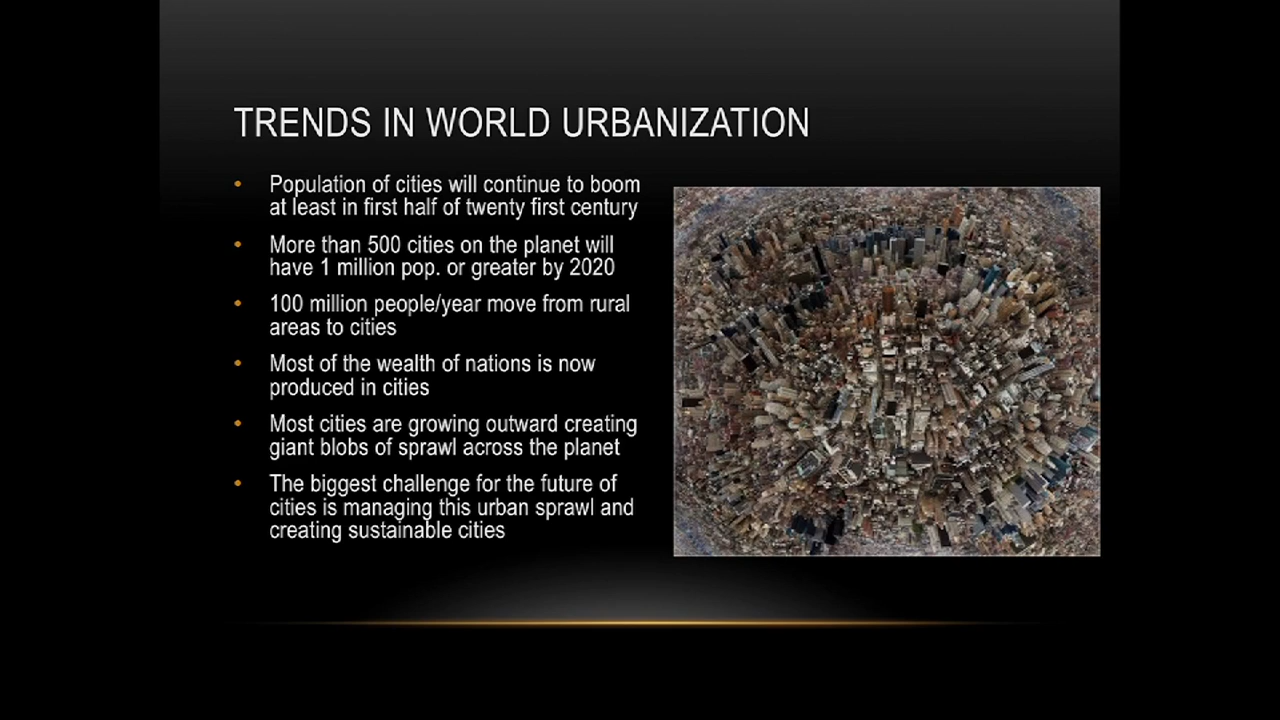 TRENDS IN WORLD URBANIZATION
• Population of cities will continue to boom
at least in first half of twenty first century
• More than 500 cities on the planet will
have 1 million pop. or greater by 2020
• 100 million people/year move from rural
areas to cities
• Most of the wealth of nations is now
produced in cities
• Most cities are growing outward creating
giant blobs of sprawl across the planet
• The biggest challenge for the future of
cities is managing this urban sprawl and
creating sustainable cities